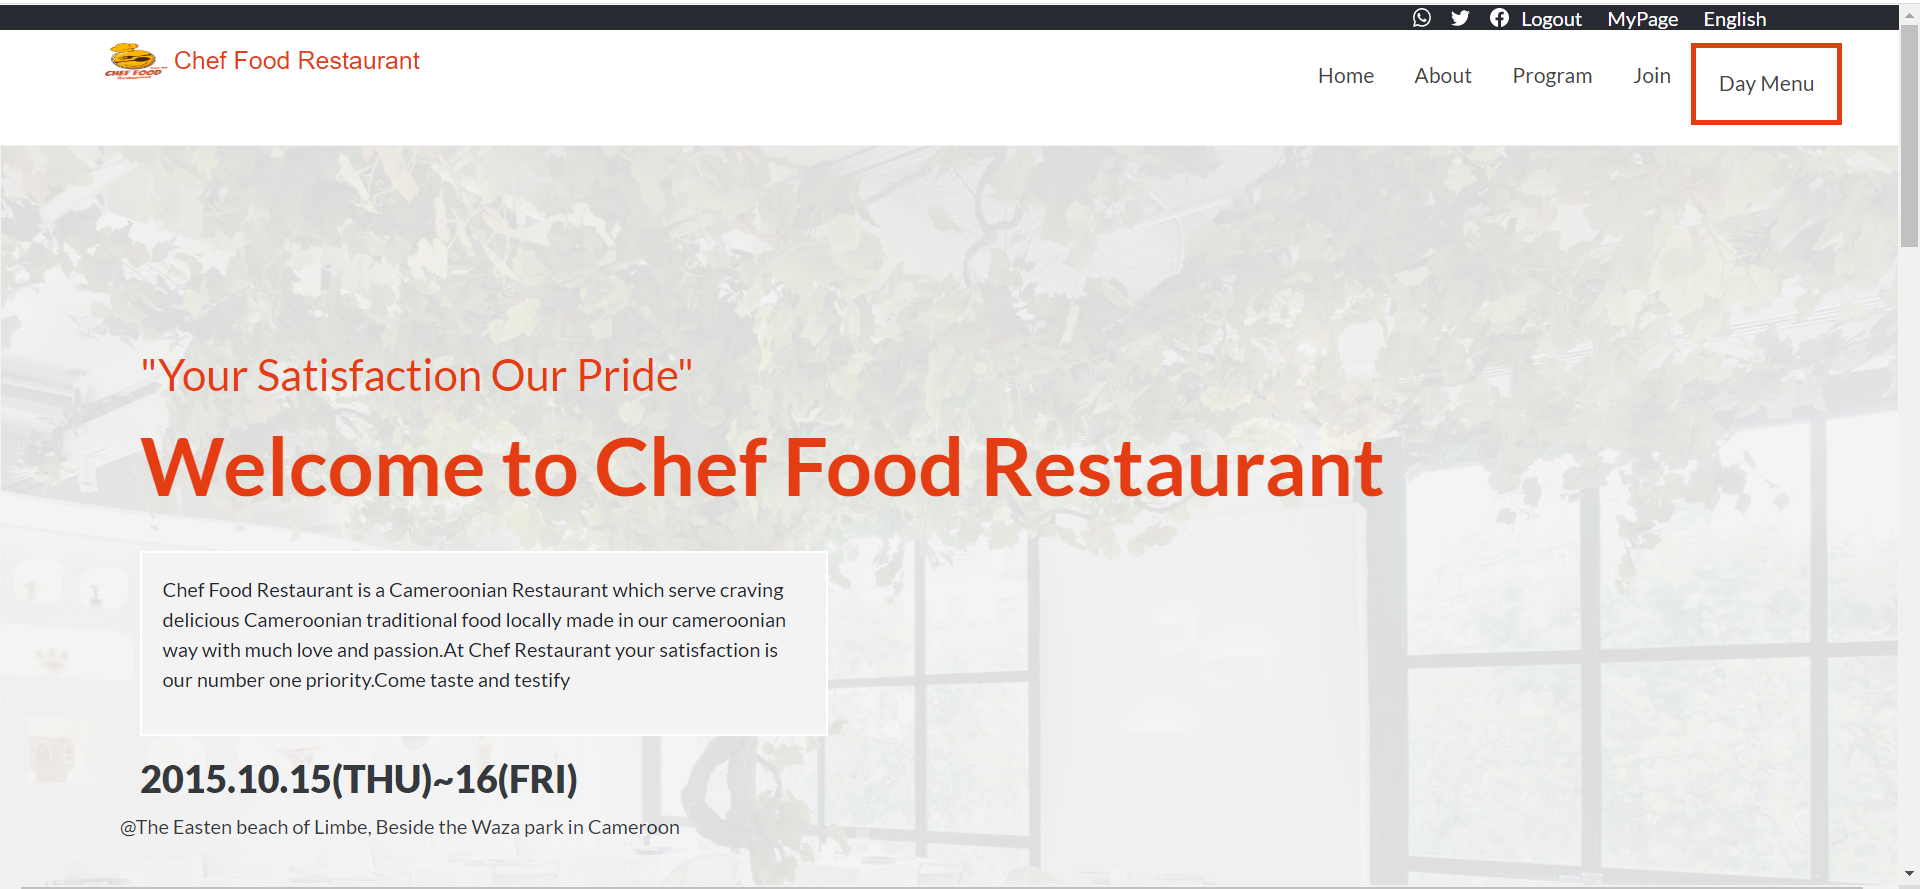 Logout MyPage English
CHEF FOOD
Chef Food Restaurant
Home About Program Join Day Menu
"Your Satisfaction Our Pride"
Welcome to Chef Food Restaurant
Chef Food Restaurant is a Cameroonian Restaurant which serve craving
delicious Cameroonian traditional food locally made in our cameroonian
way with much love and passion.At Chef Restaurant your satisfaction is
our number one priority.Come taste and testify
2015.10.15(THU)~16(FRI)
@The Easten beach of Limbe, Beside the Waza park in Cameroon